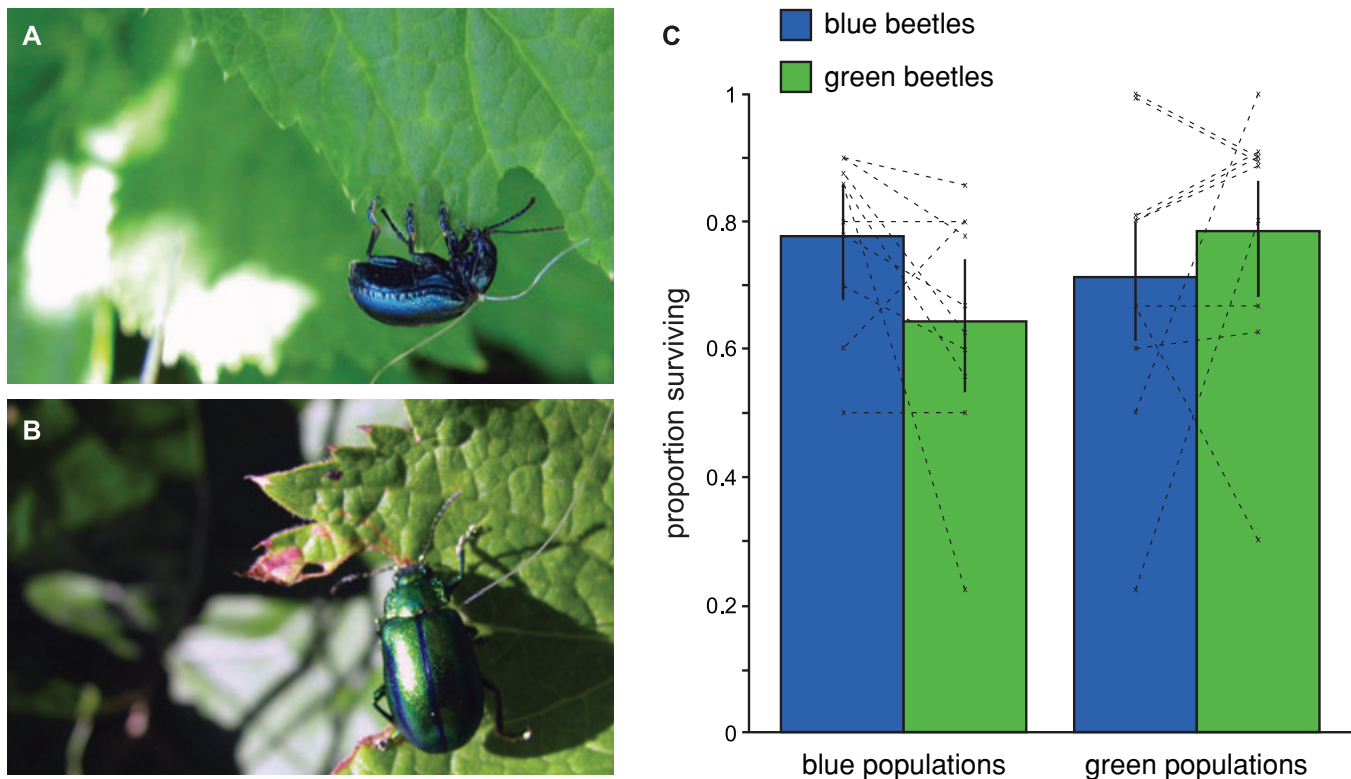 A
B
C
blue beetles
green beetles
proportion surviving
1
0.8
0.6
0.4
0.2
0
blue populations
green populations